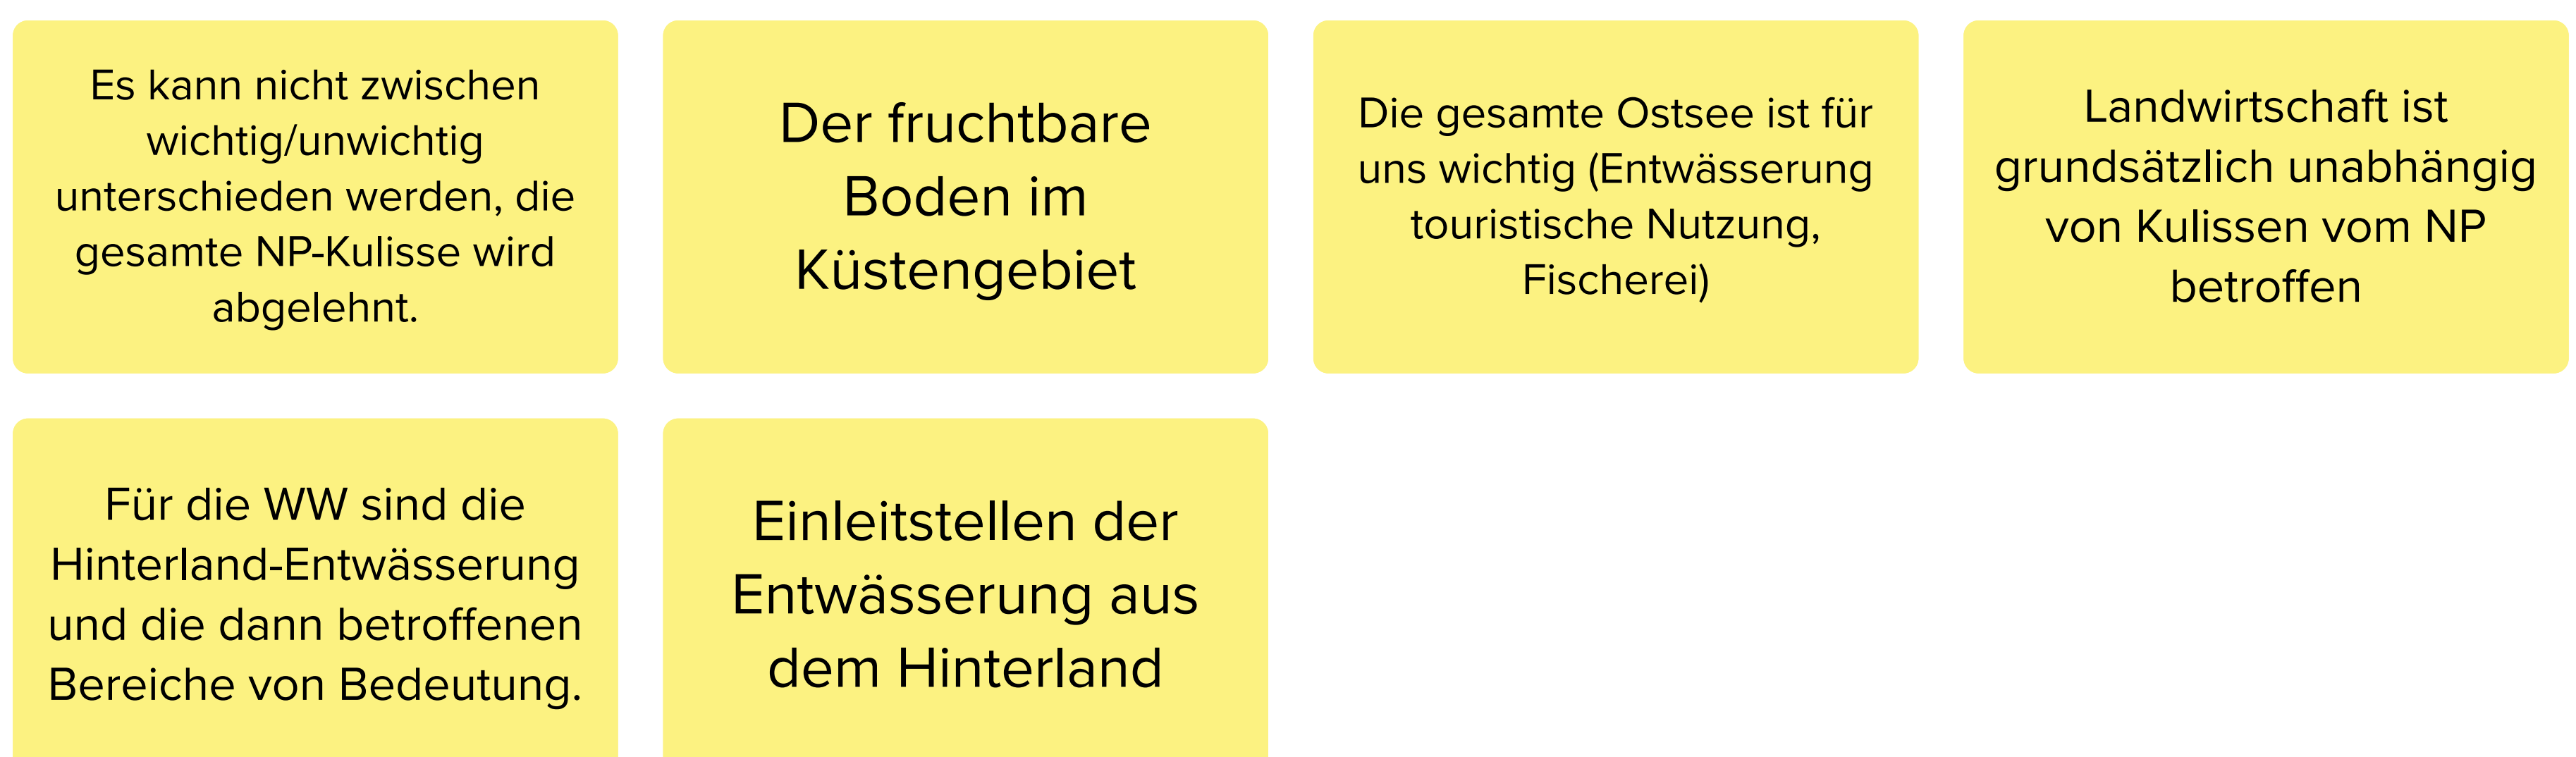 Es kann nicht zwischen
wichtig/unwichtig
unterschieden werden, die
gesamte NP-Kulisse wird
abgelehnt.
Der fruchtbare
Boden im
Küstengebiet
Die gesamte Ostsee ist für
uns wichtig (Entwässerung
touristische Nutzung,
Fischerei)
Landwirtschaft ist
grundsätzlich unabhängig
von Kulissen vom NP
betroffen
Für die WW sind die
Hinterland-Entwässerung
und die dann betroffenen
Bereiche von Bedeutung.
Einleitstellen der
Entwässerung aus
dem Hinterland